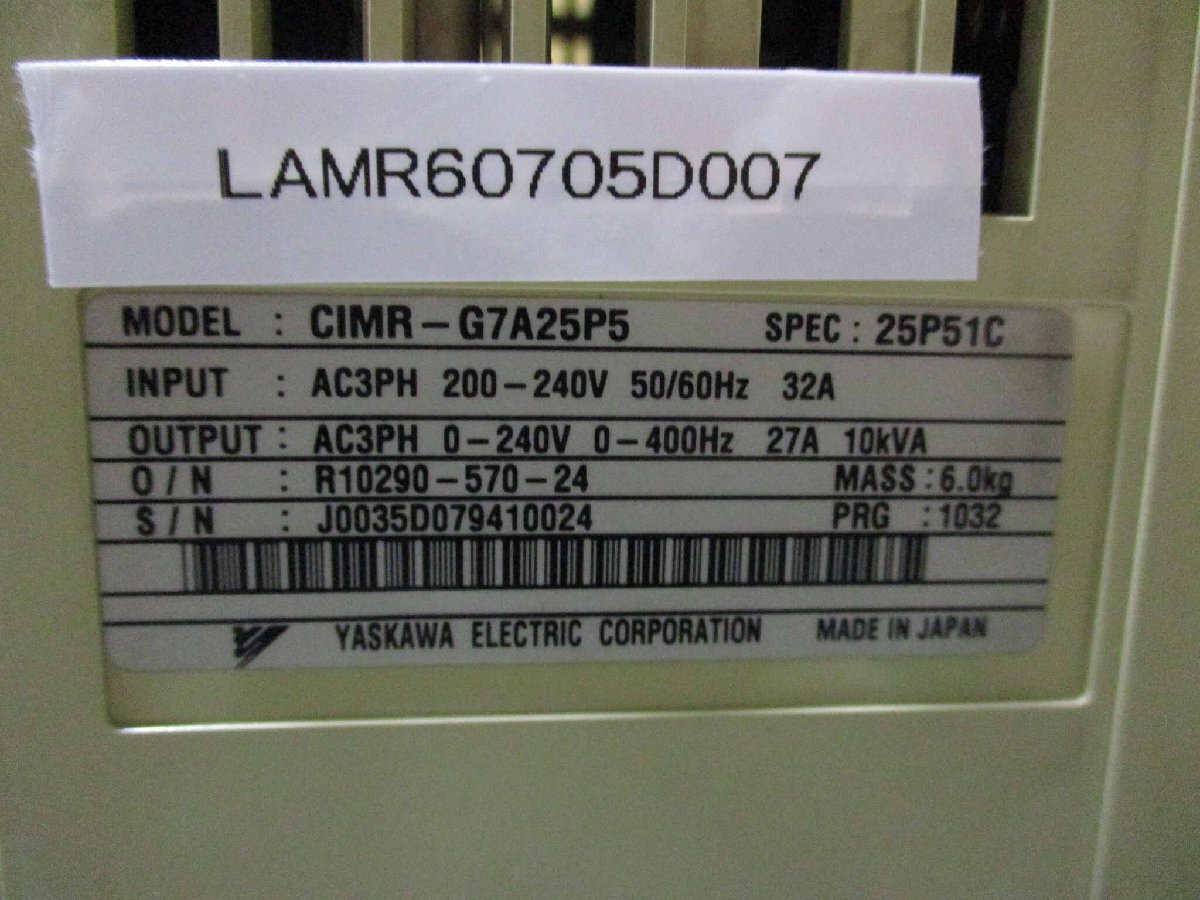 LAMR60705D007
MODEL : CIMR-G7A25P5 SPEC : 25P51C
INPUT : AC3PH 200-240V 50/60Hz 32A
OUTPUT : AC3PH 0-240V 0-400Hz 27A 10kVA
O / N : R10290-570-24 MASS : 6.0kg
S / N : J0035D079410024 PRG : 1032
YASKAWA ELECTRIC CORPORATION MADE IN JAPAN